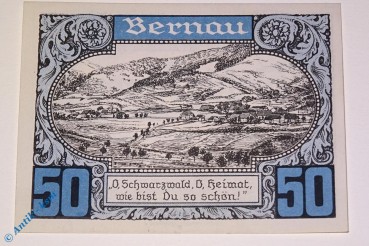 Bernau
„O, Schwarzwald, O, Heimat,
wie bist Du so schön!"
50
50